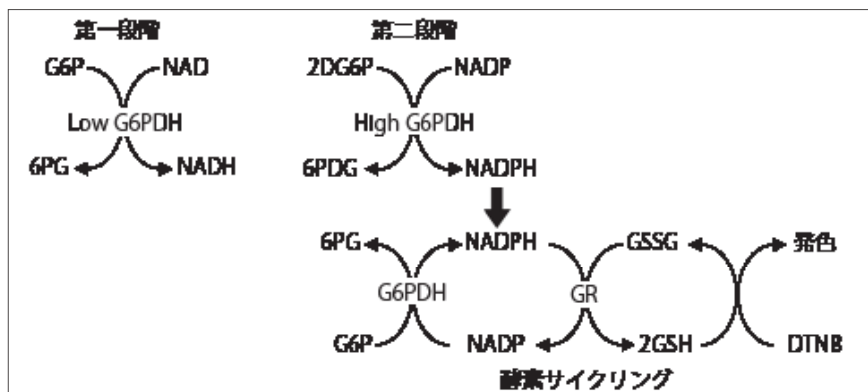 第一段階 第二段階
G6P NAD 2DG6P NADP
Low G6PDH High G6PDH
6PG NADH 6PDG NADPH
6PG NADPH GSSG 発色
G6PDH GR
G6P NADP 2GSH DTNB
酵素サイクリング